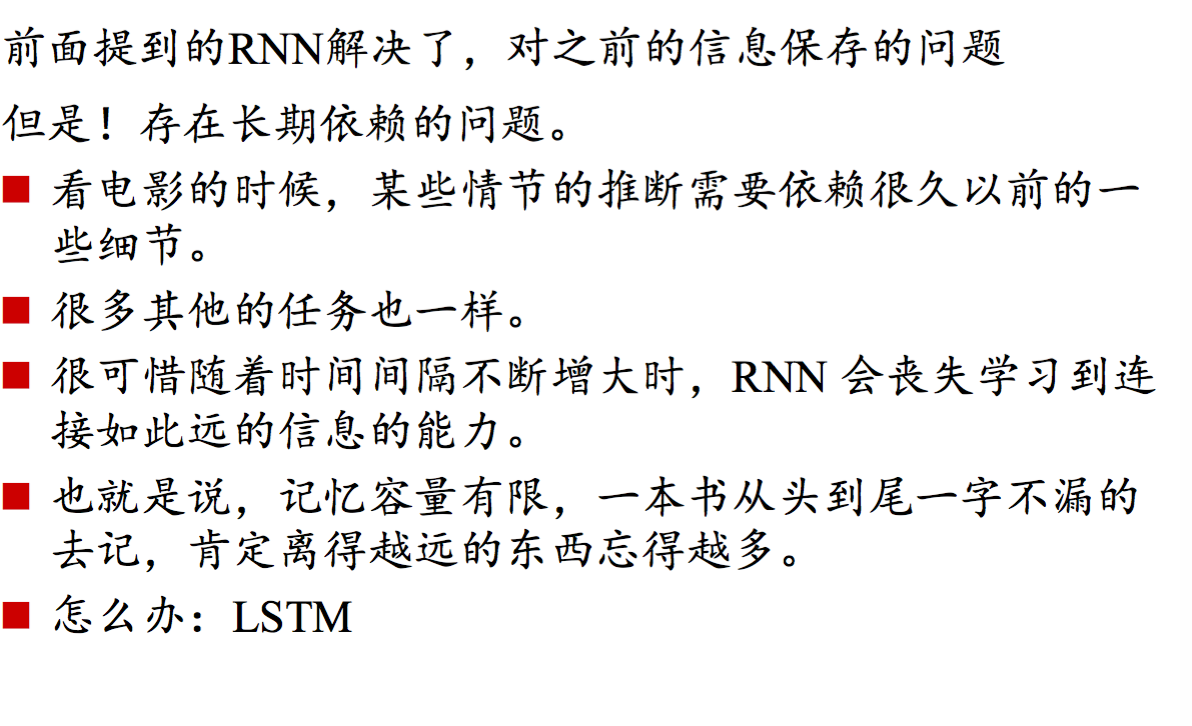 前面提到的RNN解决了，对之前的信息保存的问题
但是！存在长期依赖的问题。
看电影的时候，某些情节的推断需要依赖很久以前的一
些细节。
很多其他的任务也一样。
很可惜随着时间间隔不断增大时，RNN 会丧失学习到连
接如此远的信息的能力。
也就是说，记忆容量有限，一本书从头到尾一字不漏的
去记，肯定离得越远的东西忘得越多。
怎么办：LSTM